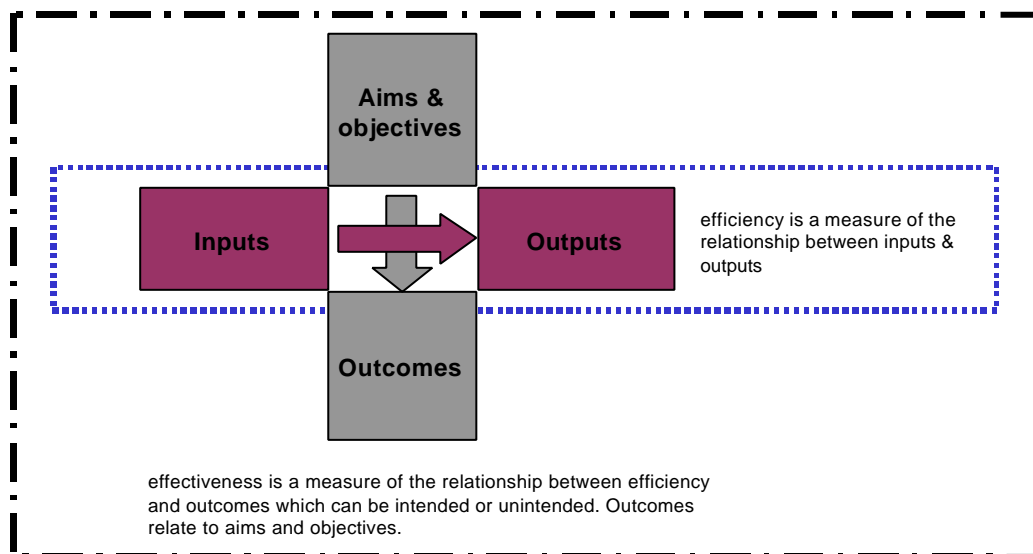 Aims &
objectives
Inputs
Outputs
efficiency is a measure of the
relationship between inputs &
outputs
Outcomes
effectiveness is a measure of the relationship between efficiency
and outcomes which can be intended or unintended. Outcomes
relate to aims and objectives.